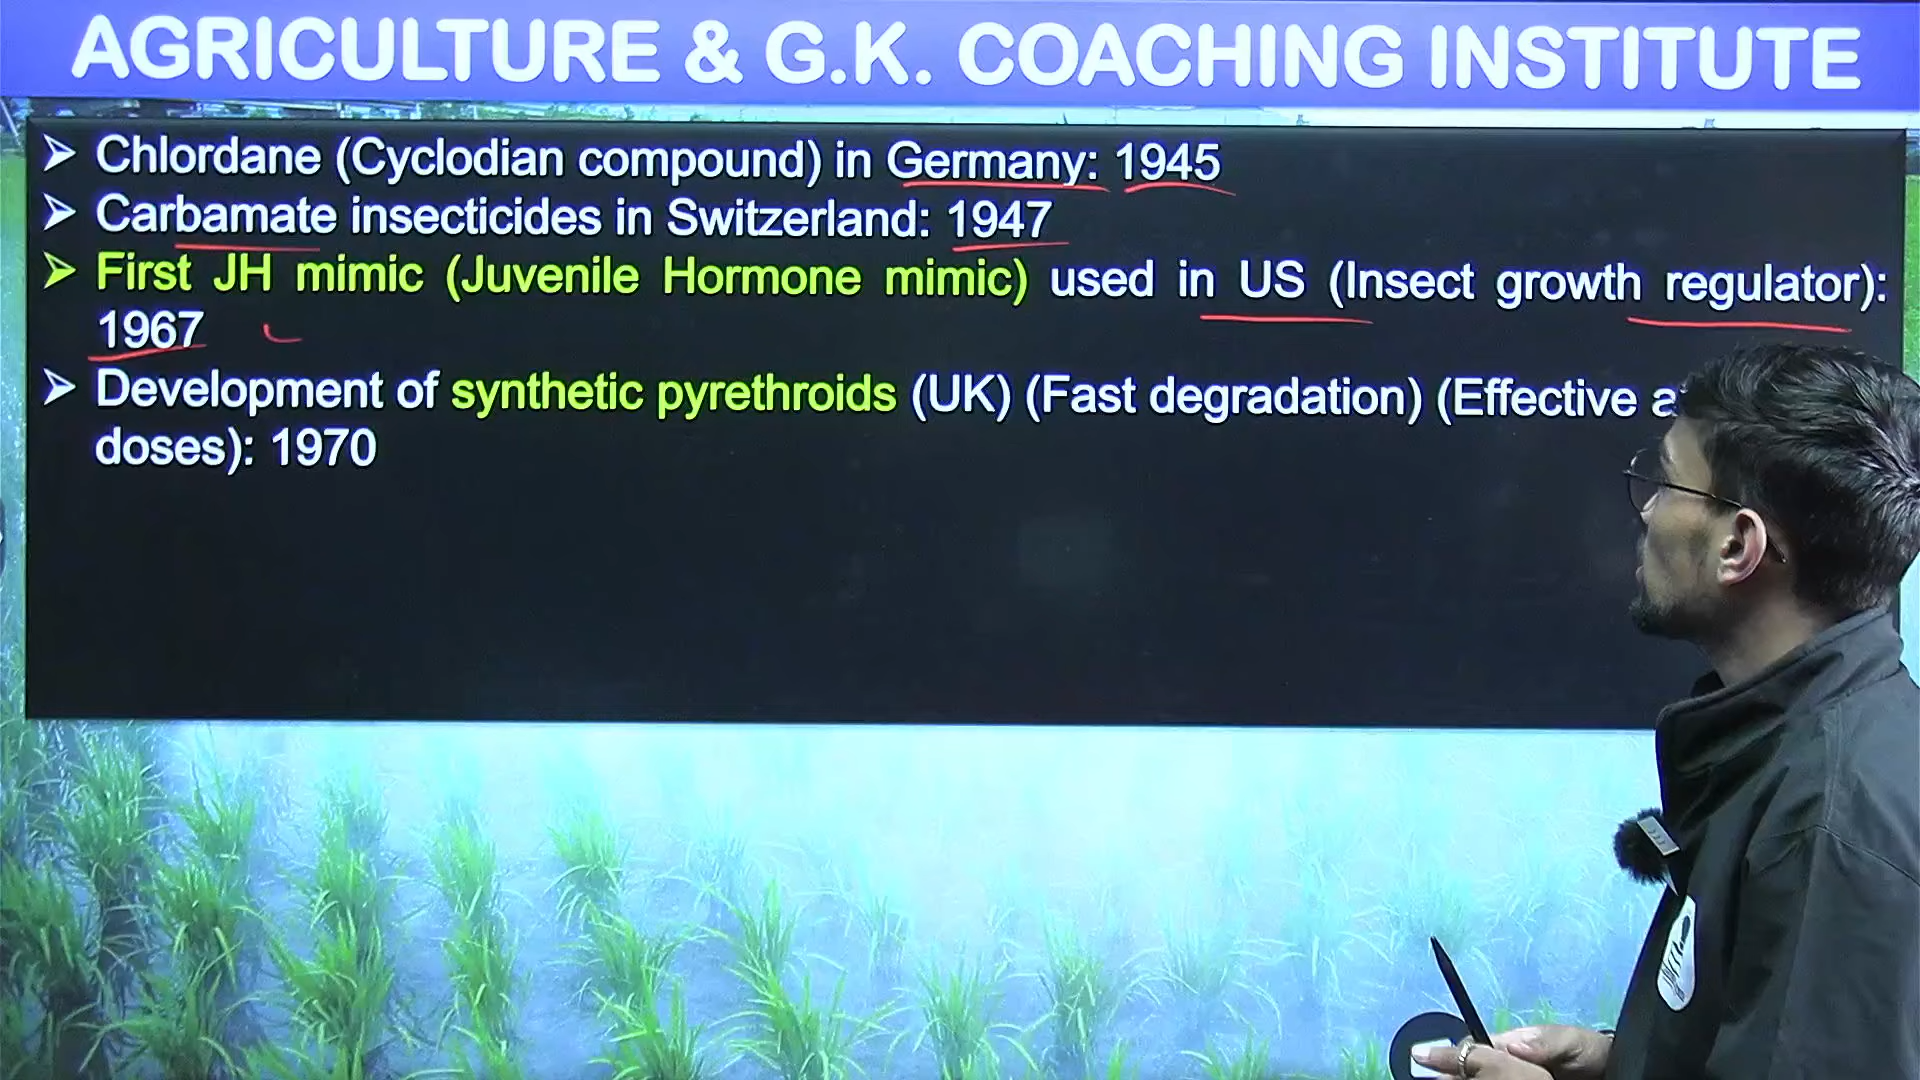 AGRICULTURE & G.K. COACHING INSTITUTE
➢ Chlordane (Cyclodian compound) in Germany: 1945
➢ Carbamate insecticides in Switzerland: 1947
➢ First JH mimic (Juvenile Hormone mimic) used in US (Insect growth regulator):
1967
➢ Development of synthetic pyrethroids (UK) (Fast degradation) (Effective
doses): 1970